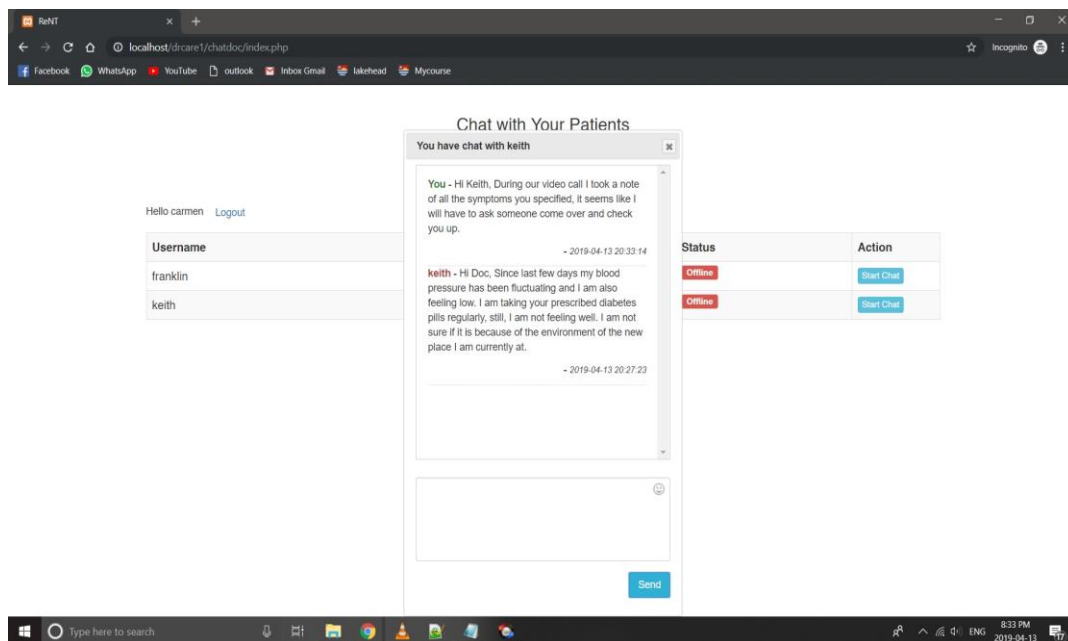 ReNT
localhost/drcare1/chatdoc/index.php
Incognito
Facebook WhatsApp YouTube outlook Inbox Gmail lakehead Mycourse
Chat with Your Patients
You have chat with keith
You - Hi Keith, During our video call I took a note
of all the symptoms you specified, it seems like I
will have to ask someone come over and check
you up.
- 2019-04-13 20:33:14
keith - Hi Doc, Since last few days my blood
pressure has been fluctuating and I am also
feeling low. I am taking your prescribed diabetes
pills regularly, still, I am not feeling well. I am not
sure if it is because of the environment of the new
place I am currently at.
- 2019-04-13 20:27:23
Send
Hello carmen Logout
Username Status Action
franklin Offline Start Chat
keith Offline Start Chat
Type here to search
ENG
8:33 PM
2019-04-13
17